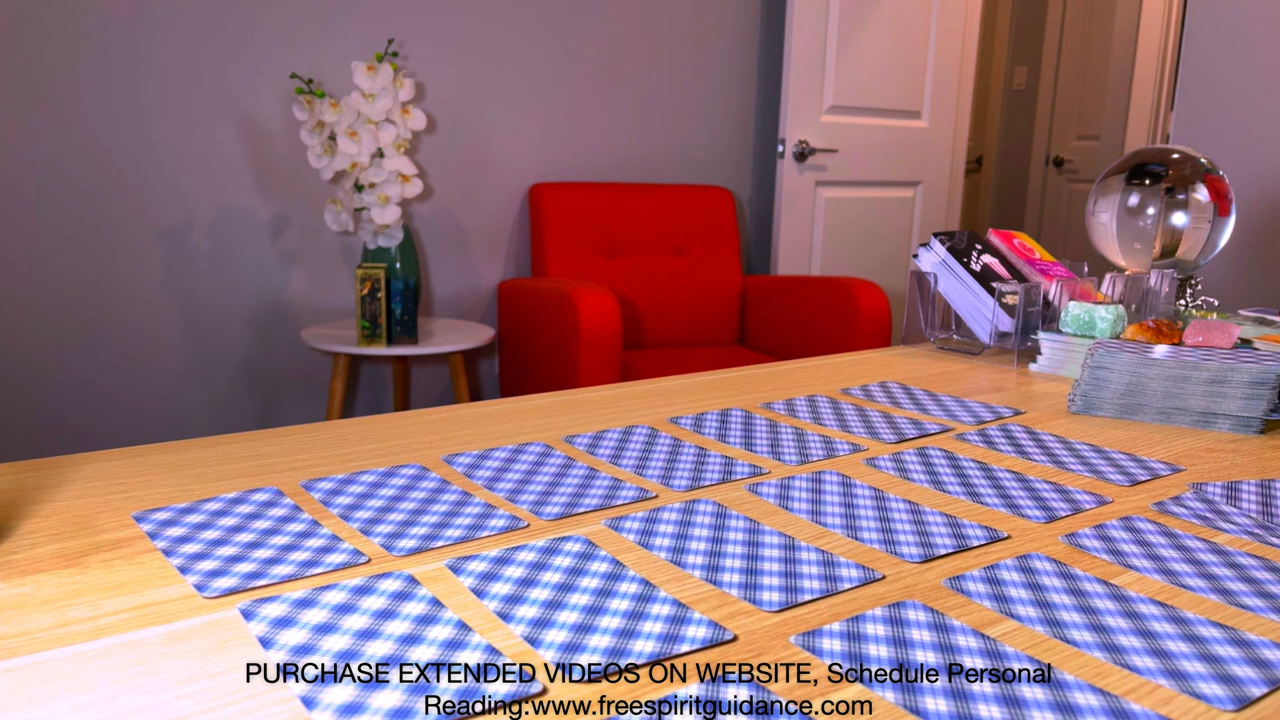 PURCHASE EXTENDED VIDEOS ON WEBSITE, Schedule Personal
Reading:www.freespiritguidance.com